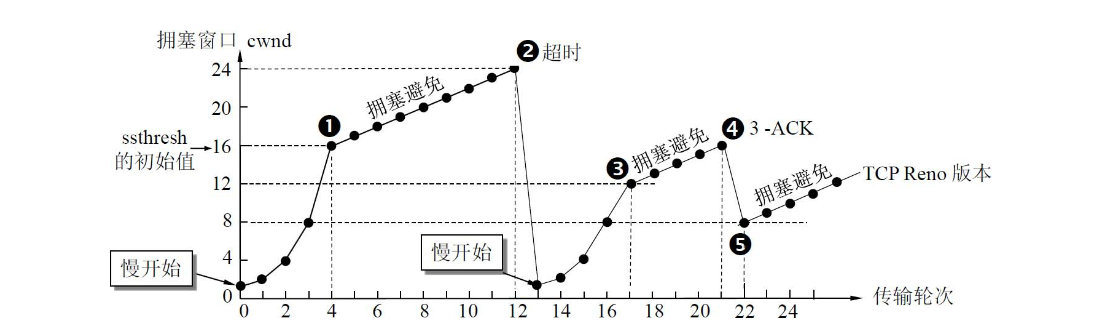 拥塞窗口 cwnd
❷超时
24
拥塞避免
20
❶
❹ 3 -ACK
ssthresh
的初始值
16
拥塞避免
❸
12
拥塞避免
TCP Reno 版本
8
❺
慢开始
慢开始
4
0
0 2 4 6 8 10 12 14 16 18 20 22 24
传输轮次